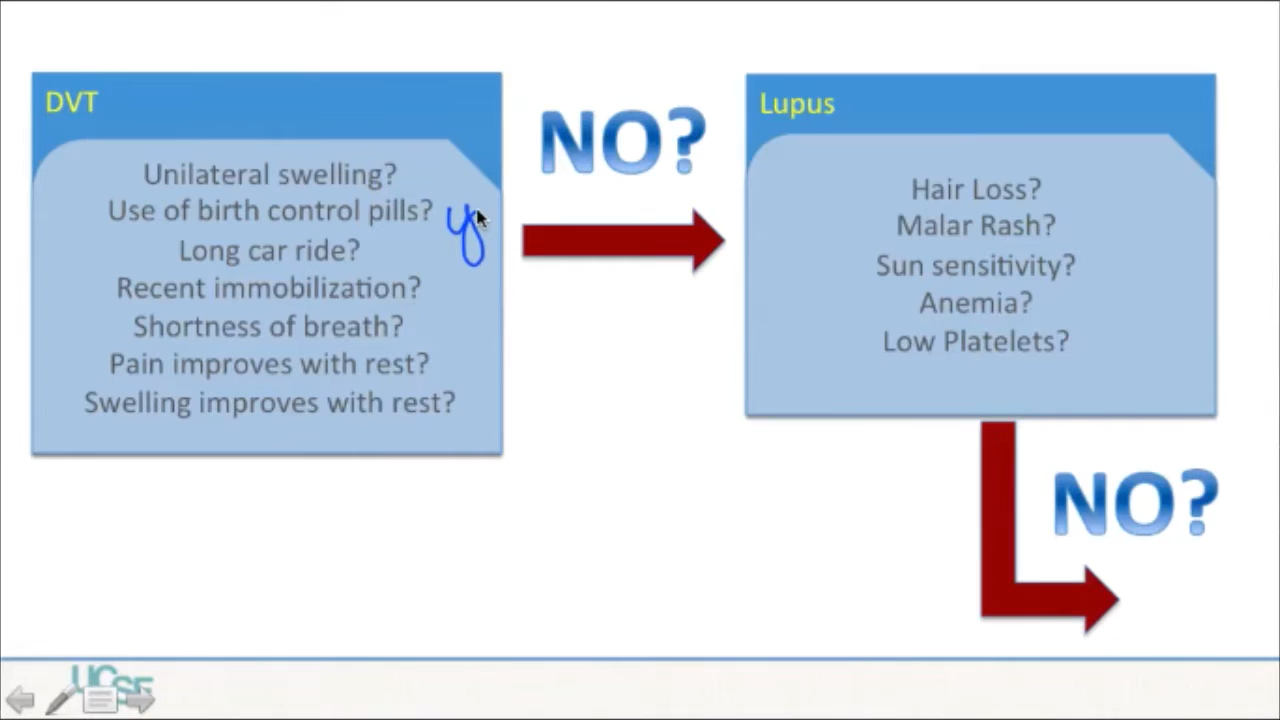 DVT
Unilateral swelling?
Use of birth control pills?
y
Long car ride?
Recent immobilization?
Shortness of breath?
Pain improves with rest?
Swelling improves with rest?
NO?
Lupus
Hair Loss?
Malar Rash?
Sun sensitivity?
Anemia?
Low Platelets?
NO?
UCSF